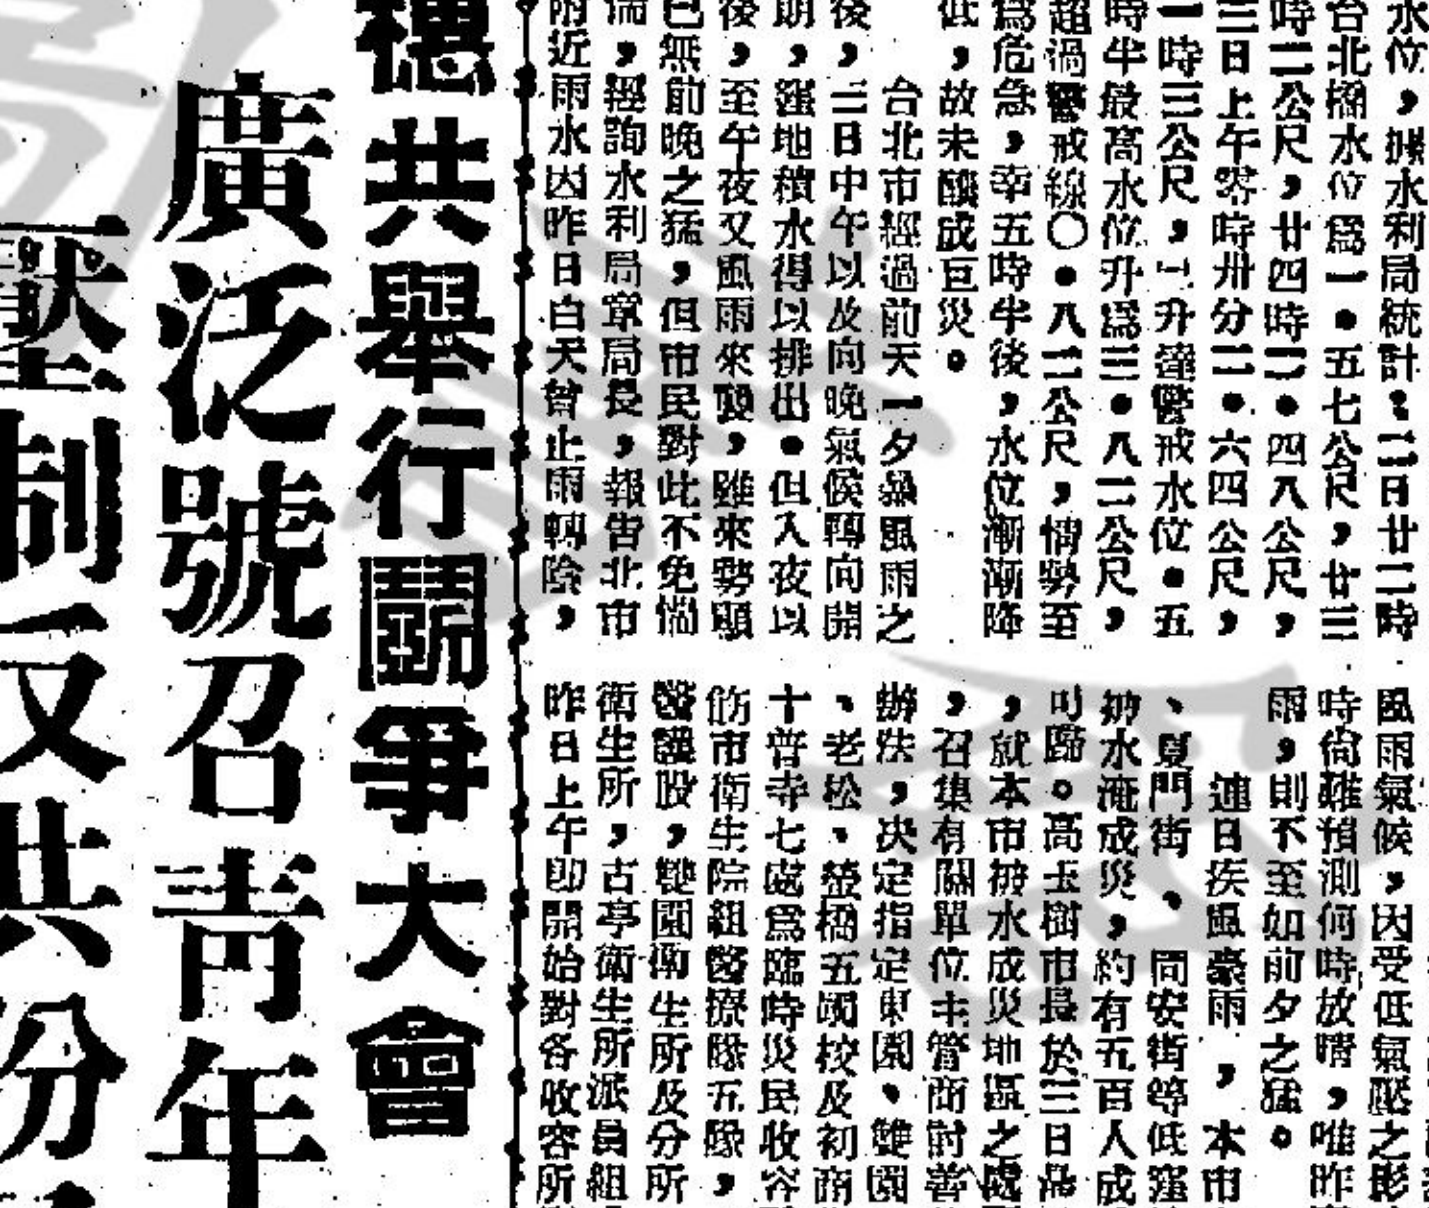 水位，據水利局統計：二日廿二時
台北橋水位爲一・五七公尺，廿三
時二公尺，廿四時二・四八公尺，
三日上午零時卅分二・六四公尺，
一時三公尺，二升達警戒水位・五
時半最高水位升爲三・八二公尺，
超過警戒線〇・八二公尺，情勢至
爲危急，幸五時半後，水位漸漸降
低，故未釀成巨災。
台北市經過前天一夕暴風雨之
後，三日中午以及向晚氣候轉向開
朗，窪地積水得以排出・但入夜以
後，至午夜又風雨來襲，雖來勢顯
已無前晚之猛，但市民對此不免惴
惴，經詢水利局章局長，報告北市
附近雨水因昨日白天曾止雨轉陰，
風雨氣候，因受低氣壓之影
時尙難預測何時放晴，唯昨
雨，則不至如前夕之猛。
連日疾風豪雨，本市
、厦門街、同安街等低窪
被水淹成災，約有五百人成
可歸。高玉樹市長於三日
，就本市被水成災地區之處
，召集有關單位主管商討善
辦法，決定指定東園、雙園
、老松、螢橋五國校及初商
十普寺七處爲臨時災民收容
飭市衛生院組醫療隊五隊，
醫護股，雙園衛生所及分所
衛生所，古亭衛生所派員組
昨日上午卽開始對各收容所
穗共舉行鬪爭大會
廣泛號召靑年
壓制反共份子